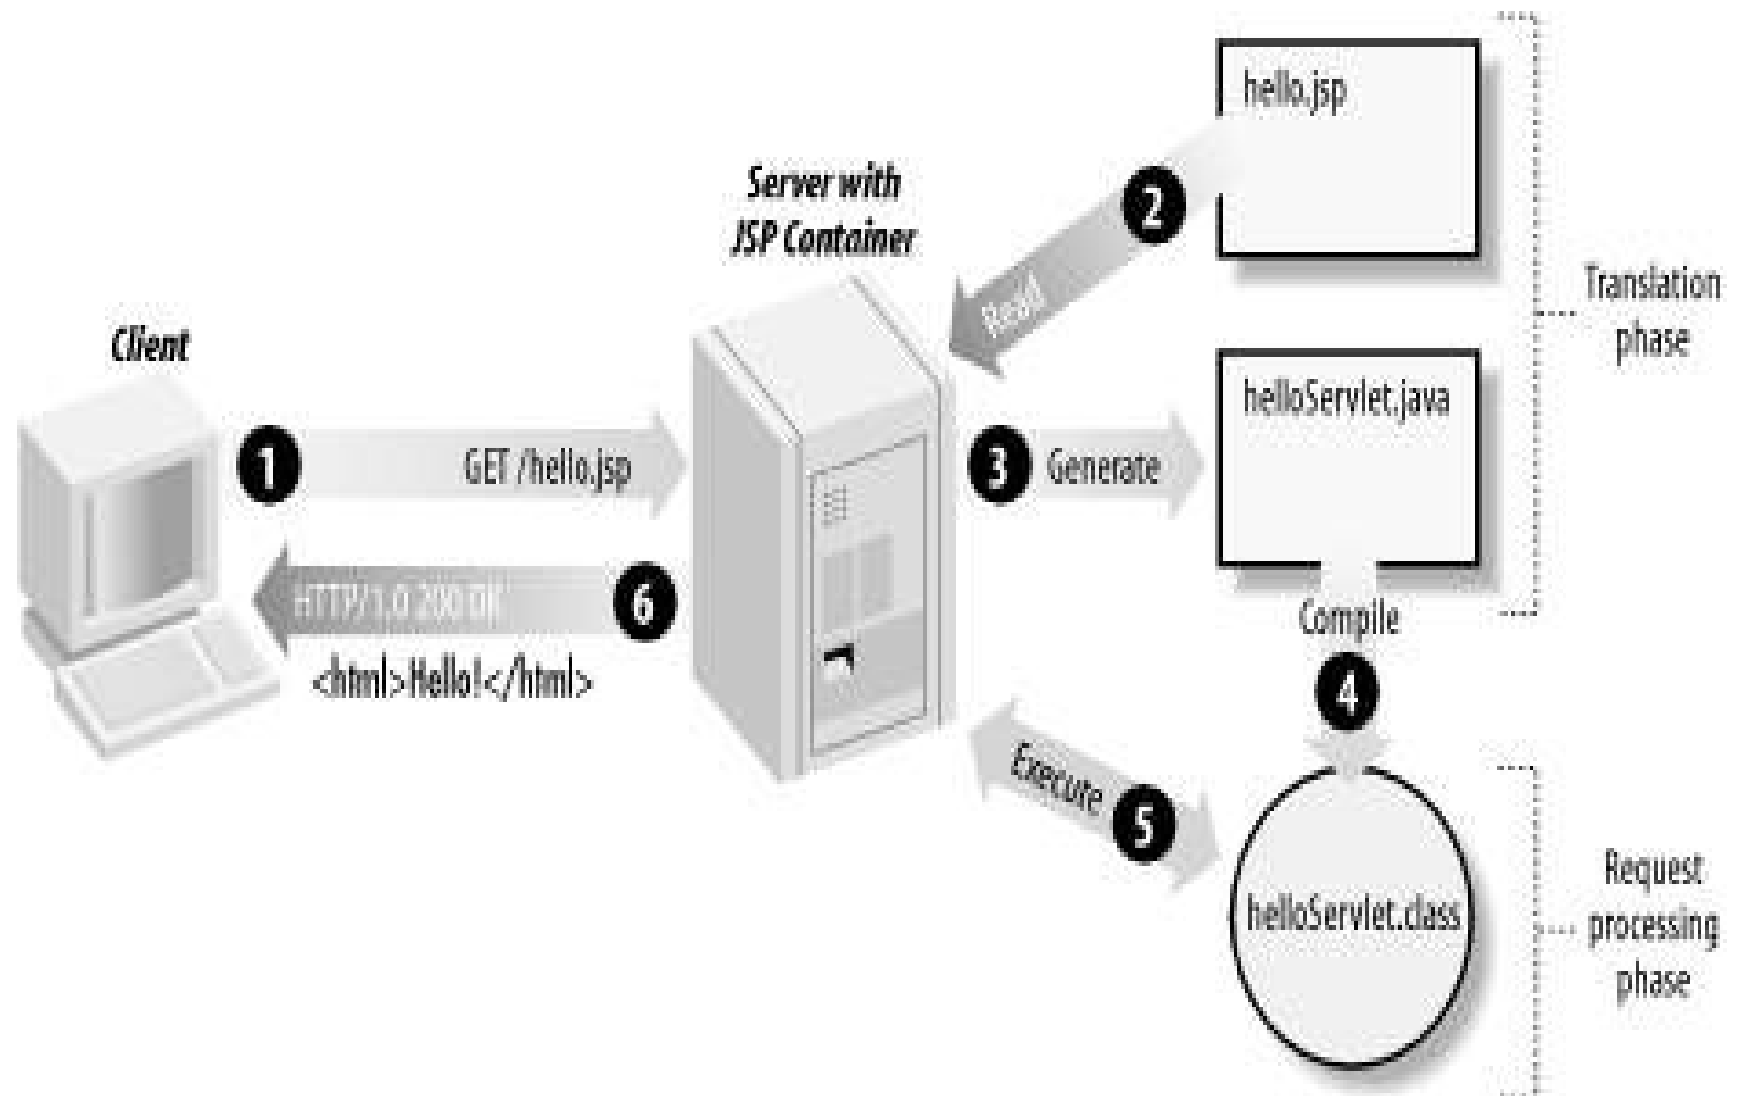 hello.jsp
2
Server with
JSP Container
Read
Translation
phase
Client
helloServlet.java
1
GET /hello.jsp
3
Generate
HTTP/1.0 200 OK
6
Compile
<html>Hello!</html>
4
Execute
5
Request
processing
phase
helloServlet.class